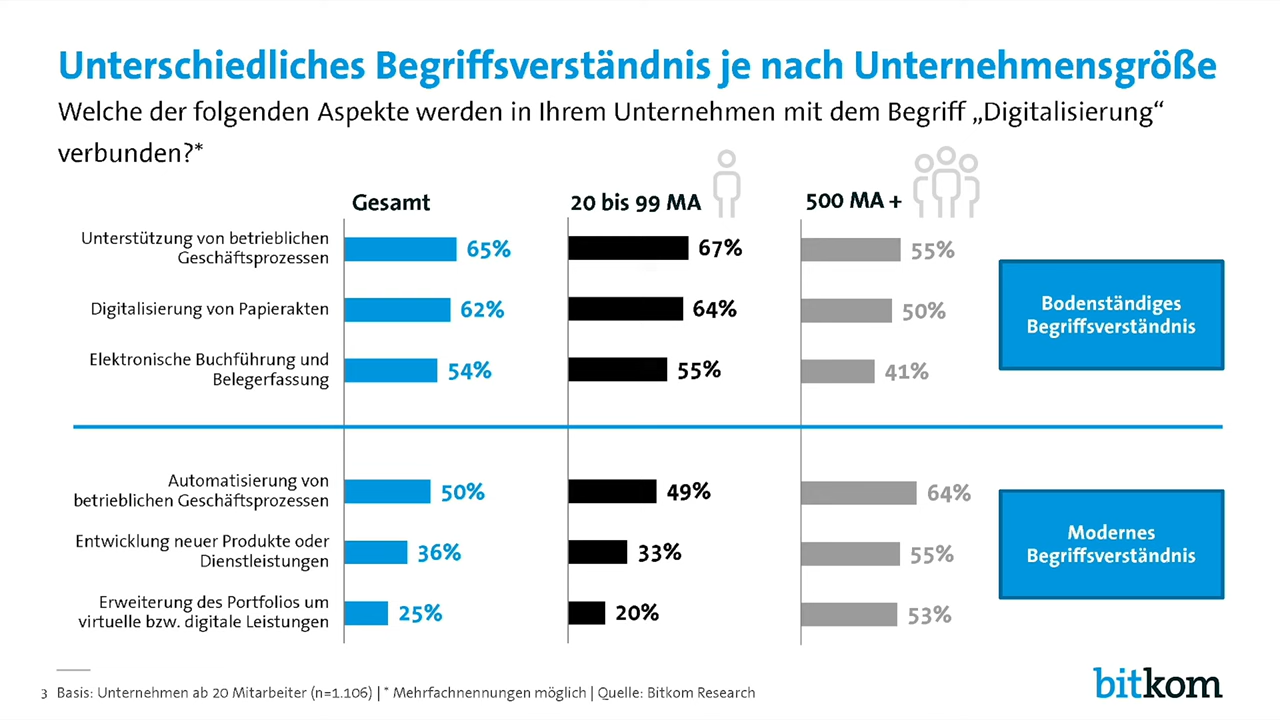 Unterschiedliches Begriffsverständnis je nach Unternehmensgröße
Welche der folgenden Aspekte werden in Ihrem Unternehmen mit dem Begriff „Digitalisierung“
verbunden?*
Gesamt
20 bis 99 MA
500 MA +
Unterstützung von betrieblichen
Geschäftsprozessen
65%
67%
55%
Digitalisierung von Papierakten
62%
64%
50%
Elektronische Buchführung und
Belegerfassung
54%
55%
41%
Bodenständiges
Begriffsverständnis
Automatisierung von
betrieblichen Geschäftsprozessen
50%
49%
64%
Entwicklung neuer Produkte oder
Dienstleistungen
36%
33%
55%
Erweiterung des Portfolios um
virtuelle bzw. digitale Leistungen
25%
20%
53%
Modernes
Begriffsverständnis
3 Basis: Unternehmen ab 20 Mitarbeiter (n=1.106) | * Mehrfachnennungen möglich | Quelle: Bitkom Research
bitkom